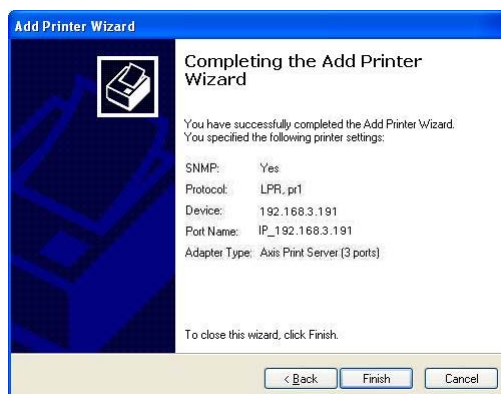 Add Printer Wizard
Completing the Add Printer
Wizard
You have successfully completed the Add Printer Wizard.
You specified the following printer settings:
SNMP: Yes
Protocol: LPR, pr1
Device: 192.168.3.191
Port Name: IP_192.168.3.191
Adapter Type: Axis Print Server (3 ports)
To close this wizard, click Finish.
< Back Finish Cancel